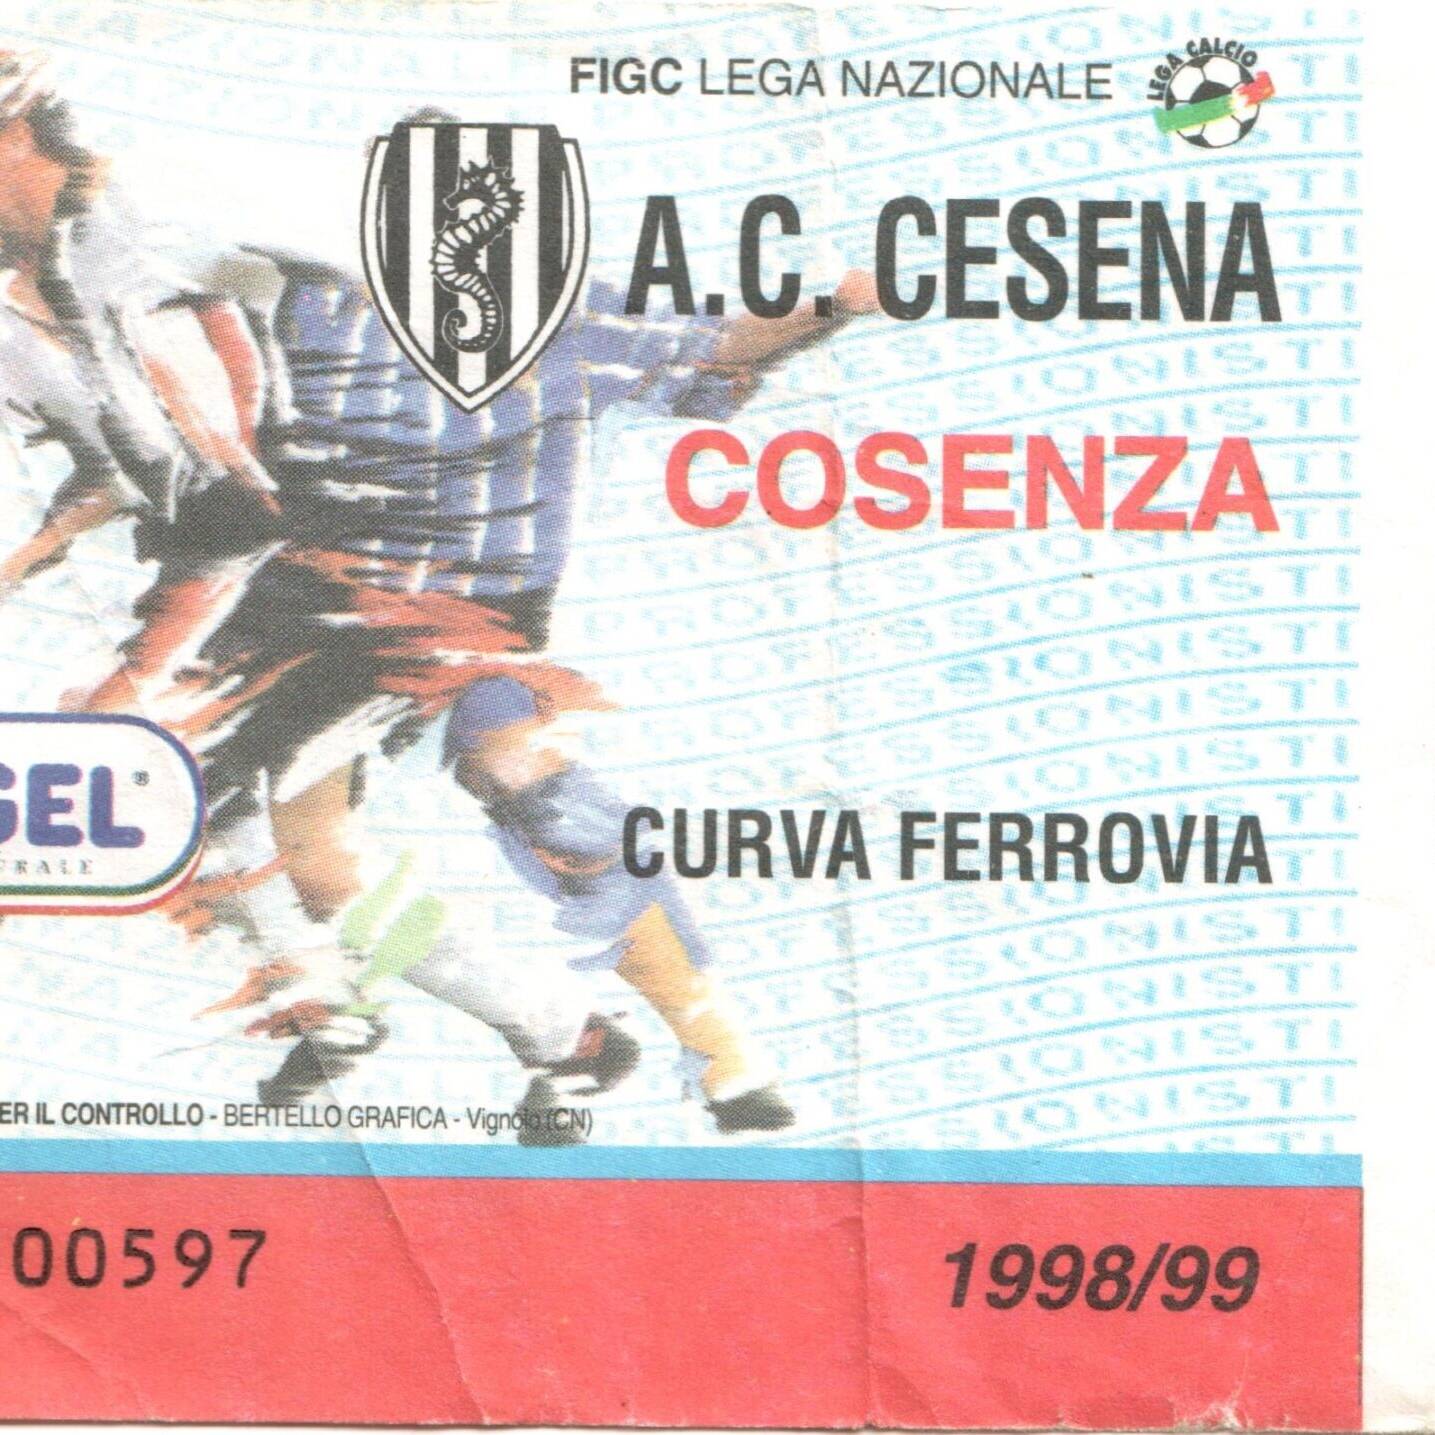 FIGC LEGA NAZIONALE
LEGA CALCIO
A.C. CESENA
COSENZA
GEL®
CURVA FERROVIA
ER IL CONTROLLO - BERTELLO GRAFICA - Vignolo (CN)
00597
1998/99